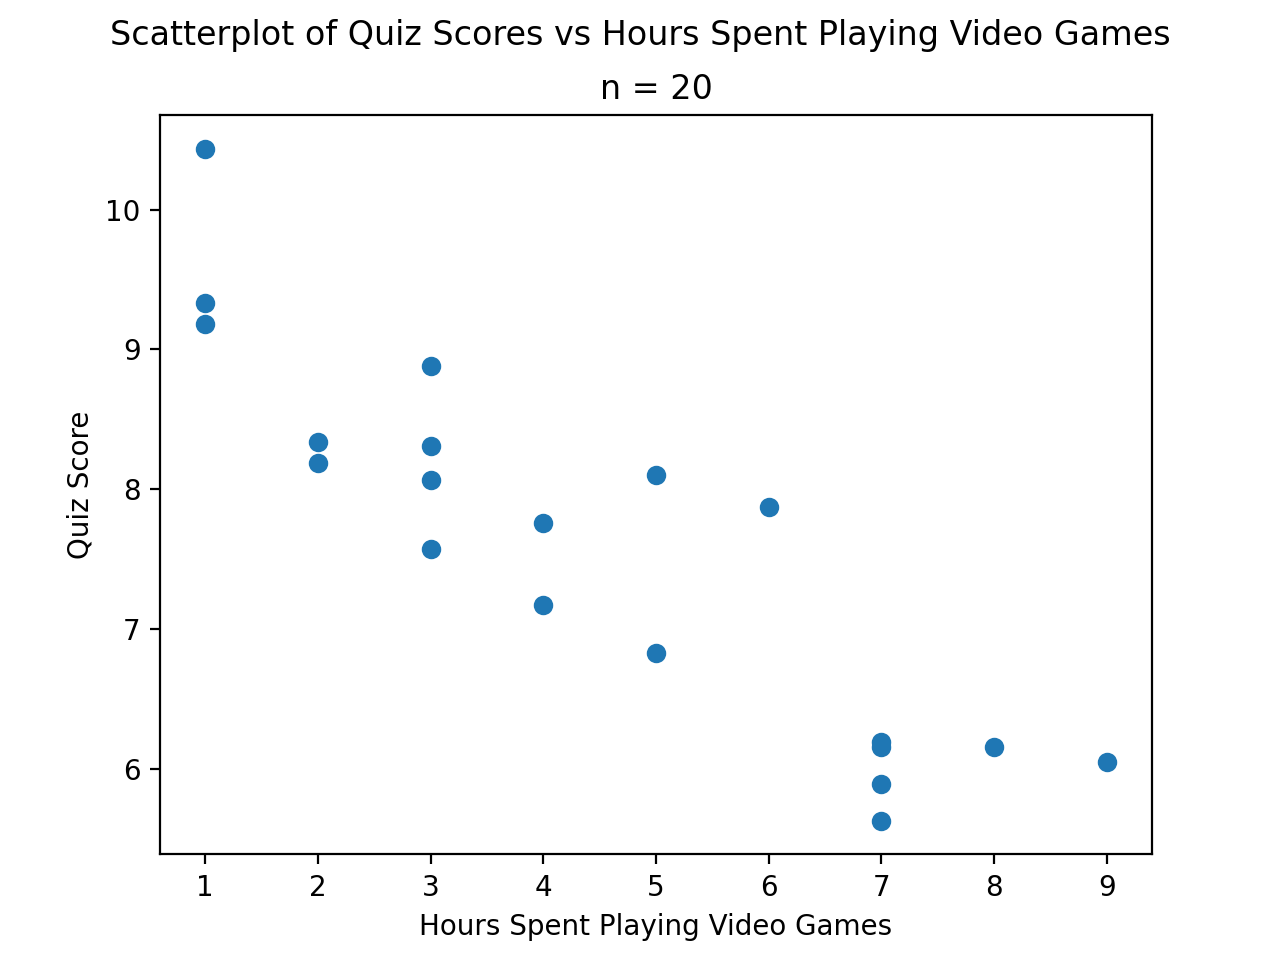 Scatterplot of Quiz Scores vs Hours Spent Playing Video Games
n = 20
10
9
8
7
6
Quiz Score
1 2 3 4 5 6 7 8 9
Hours Spent Playing Video Games